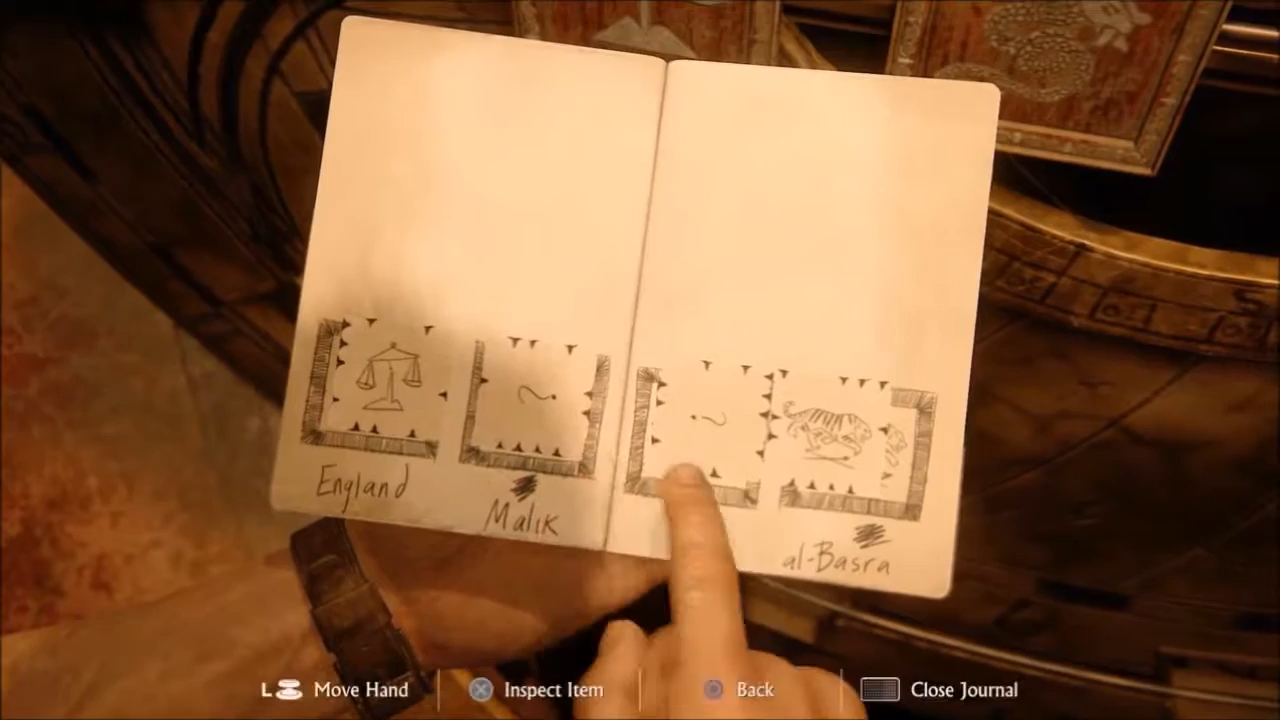 England
Malik
al-Basra
L Move Hand
Inspect Item
Back
Close Journal